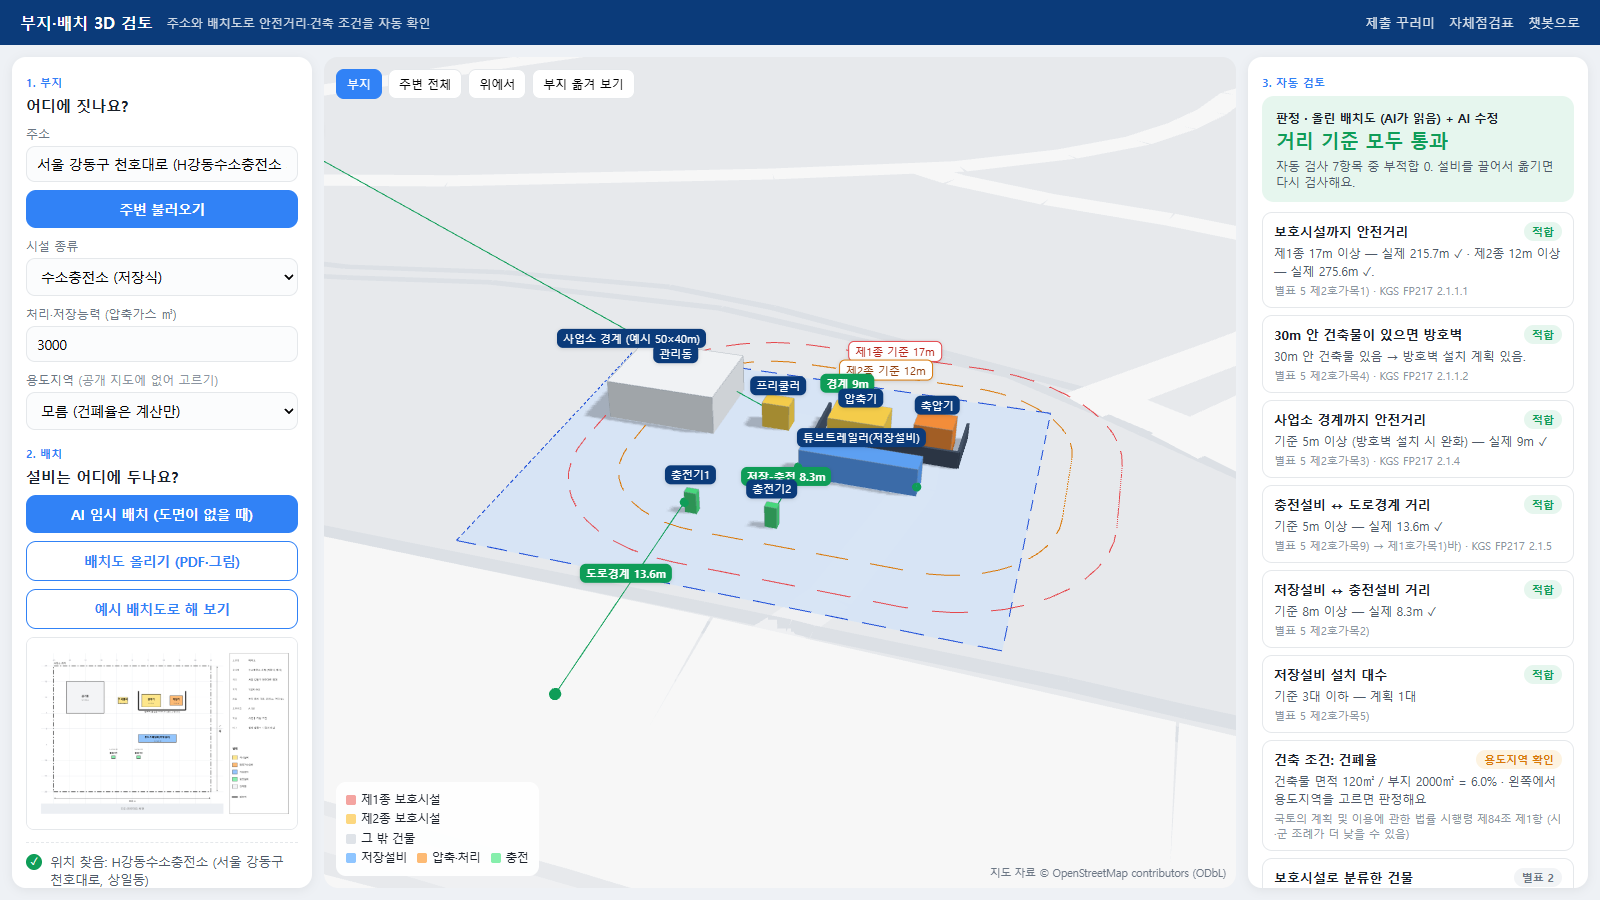 부지·배치 3D 검토 주소와 배치도로 안전거리·건축 조건을 자동 확인
제출 꾸러미 자체점검표 챗봇으로
1. 부지
어디에 짓나요?
주소
서울 강동구 천호대로 (H강동수소충전소
주변 불러오기
시설 종류
수소충전소 (저장식)
처리·저장능력 (압축가스 ㎥)
3000
용도지역 (공개 지도에 없어 고르기)
모름 (건폐율은 계산만)
2. 배치
설비는 어디에 두나요?
AI 임시 배치 (도면이 없을 때)
배치도 올리기 (PDF·그림)
예시 배치도로 해 보기
위치 찾음: H강동수소충전소 (서울 강동구
천호대로, 상일동)
부지 주변 전체 위에서 부지 옮겨 보기
사업소 경계 (예시 50×40m)
관리동
제1종 기준 17m
제2종 기준 12m
프리쿨러
경계 9m
압축기
축압기
튜브트레일러(저장설비)
충전기1
저장-충전 8.3m
충전기2
도로경계 13.6m
제1종 보호시설
제2종 보호시설
그 밖 건물
저장설비 압축·처리 충전
지도 자료 © OpenStreetMap contributors (ODbL)
3. 자동 검토
판정 · 올린 배치도 (AI가 읽음) + AI 수정
거리 기준 모두 통과
자동 검사 7항목 중 부적합 0. 설비를 끌어서 옮기면
다시 검사해요.
보호시설까지 안전거리 적합
제1종 17m 이상 — 실제 215.7m ✓ · 제2종 12m 이상
— 실제 275.6m ✓.
별표 5 제2호가목1) · KGS FP217 2.1.1.1
30m 안 건축물이 있으면 방호벽 적합
30m 안 건축물 있음 → 방호벽 설치 계획 있음.
별표 5 제2호가목4) · KGS FP217 2.1.1.2
사업소 경계까지 안전거리 적합
기준 5m 이상 (방호벽 설치 시 완화) — 실제 9m ✓
별표 5 제2호가목3) · KGS FP217 2.1.4
충전설비 ↔ 도로경계 거리 적합
기준 5m 이상 — 실제 13.6m ✓
별표 5 제2호가목9) → 제1호가목1)바) · KGS FP217 2.1.5
저장설비 ↔ 충전설비 거리 적합
기준 8m 이상 — 실제 8.3m ✓
별표 5 제2호가목2)
저장설비 설치 대수 적합
기준 3대 이하 — 계획 1대
별표 5 제2호가목5)
건축 조건: 건폐율 용도지역 확인
건축물 면적 120㎡ / 부지 2000㎡ = 6.0% · 왼쪽에서
용도지역을 고르면 판정해요
국토의 계획 및 이용에 관한 법률 시행령 제84조 제1항 (시
·군 조례가 더 낮을 수 있음)
보호시설로 분류한 건물 별표 2